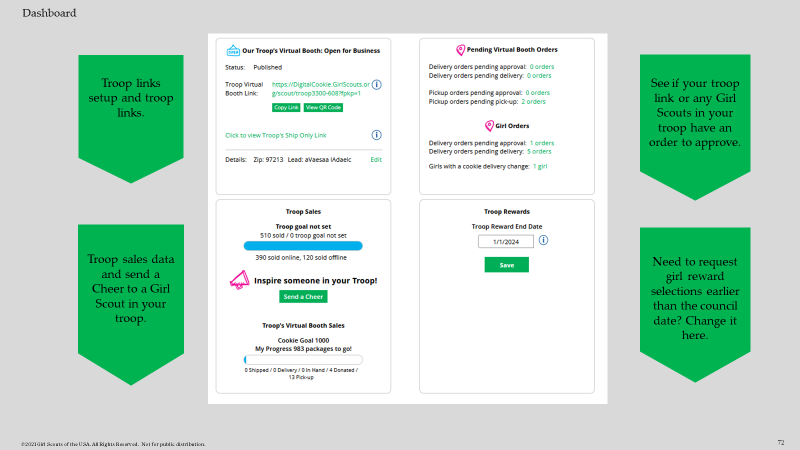 Dashboard
Troop links
setup and troop
links.
Our Troop's Virtual Booth: Open for Business
Status: Published
Troop Virtual
Booth Link:
https://DigitalCookie.GirlScouts.or
g/scout/troop3300-608?fpkp=1
Copy Link
View QR Code
Click to view Troop's Ship Only Link
Details: Zip: 97213 Lead: aVaesaa iAdaeic Edit
Pending Virtual Booth Orders
Delivery orders pending approval: 0 orders
Delivery orders pending delivery: 0 orders
Pickup orders pending approval: 0 orders
Pickup orders pending pick-up: 2 orders
Girl Orders
Delivery orders pending approval: 1 orders
Delivery orders pending delivery: 5 orders
Girls with a cookie delivery change: 1 girl
See if your troop
link or any Girl
Scouts in your
troop have an
order to approve.
Troop sales data
and send a
Cheer to a Girl
Scout in your
troop.
Troop Sales
Troop goal not set
510 sold / 0 troop goal not set
390 sold online, 120 sold offline
Inspire someone in your Troop!
Send a Cheer
Troop's Virtual Booth Sales
Cookie Goal 1000
My Progress 983 packages to go!
0 Shipped / 0 Delivery / 0 In Hand / 4 Donated /
13 Pick-up
Troop Rewards
Troop Reward End Date
1/1/2024
Save
Need to request
girl reward
selections earlier
than the council
date? Change it
here.
©2023 Girl Scouts of the USA. All Rights Reserved. Not for public distribution.
72